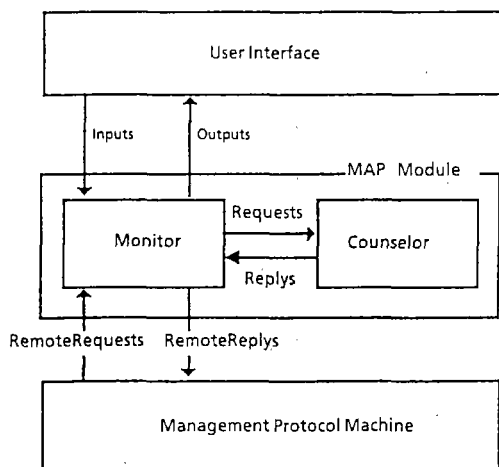 User Interface
Inputs
Outputs
MAP Module
Requests
Monitor
Counselor
Replys
RemoteRequests
RemoteReplys
Management Protocol Machine